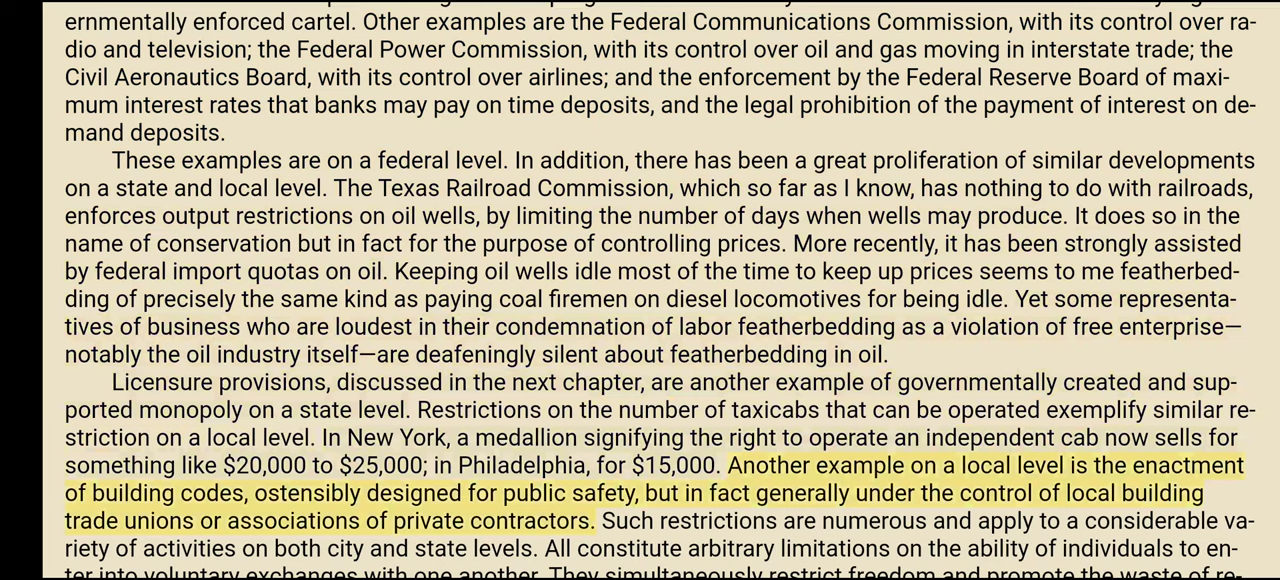 ernmentally enforced cartel. Other examples are the Federal Communications Commission, with its control over ra-
dio and television; the Federal Power Commission, with its control over oil and gas moving in interstate trade; the
Civil Aeronautics Board, with its control over airlines; and the enforcement by the Federal Reserve Board of maxi-
mum interest rates that banks may pay on time deposits, and the legal prohibition of the payment of interest on de-
mand deposits.
These examples are on a federal level. In addition, there has been a great proliferation of similar developments
on a state and local level. The Texas Railroad Commission, which so far as I know, has nothing to do with railroads,
enforces output restrictions on oil wells, by limiting the number of days when wells may produce. It does so in the
name of conservation but in fact for the purpose of controlling prices. More recently, it has been strongly assisted
by federal import quotas on oil. Keeping oil wells idle most of the time to keep up prices seems to me featherbed-
ding of precisely the same kind as paying coal firemen on diesel locomotives for being idle. Yet some representa-
tives of business who are loudest in their condemnation of labor featherbedding as a violation of free enterprise—
notably the oil industry itself—are deafeningly silent about featherbedding in oil.
Licensure provisions, discussed in the next chapter, are another example of governmentally created and sup-
ported monopoly on a state level. Restrictions on the number of taxicabs that can be operated exemplify similar re-
striction on a local level. In New York, a medallion signifying the right to operate an independent cab now sells for
something like $20,000 to $25,000; in Philadelphia, for $15,000. Another example on a local level is the enactment
of building codes, ostensibly designed for public safety, but in fact generally under the control of local building
trade unions or associations of private contractors. Such restrictions are numerous and apply to a considerable va-
riety of activities on both city and state levels. All constitute arbitrary limitations on the ability of individuals to en-
ter into voluntary exchanges with one another. They simultaneously restrict freedom and promote the waste of re-